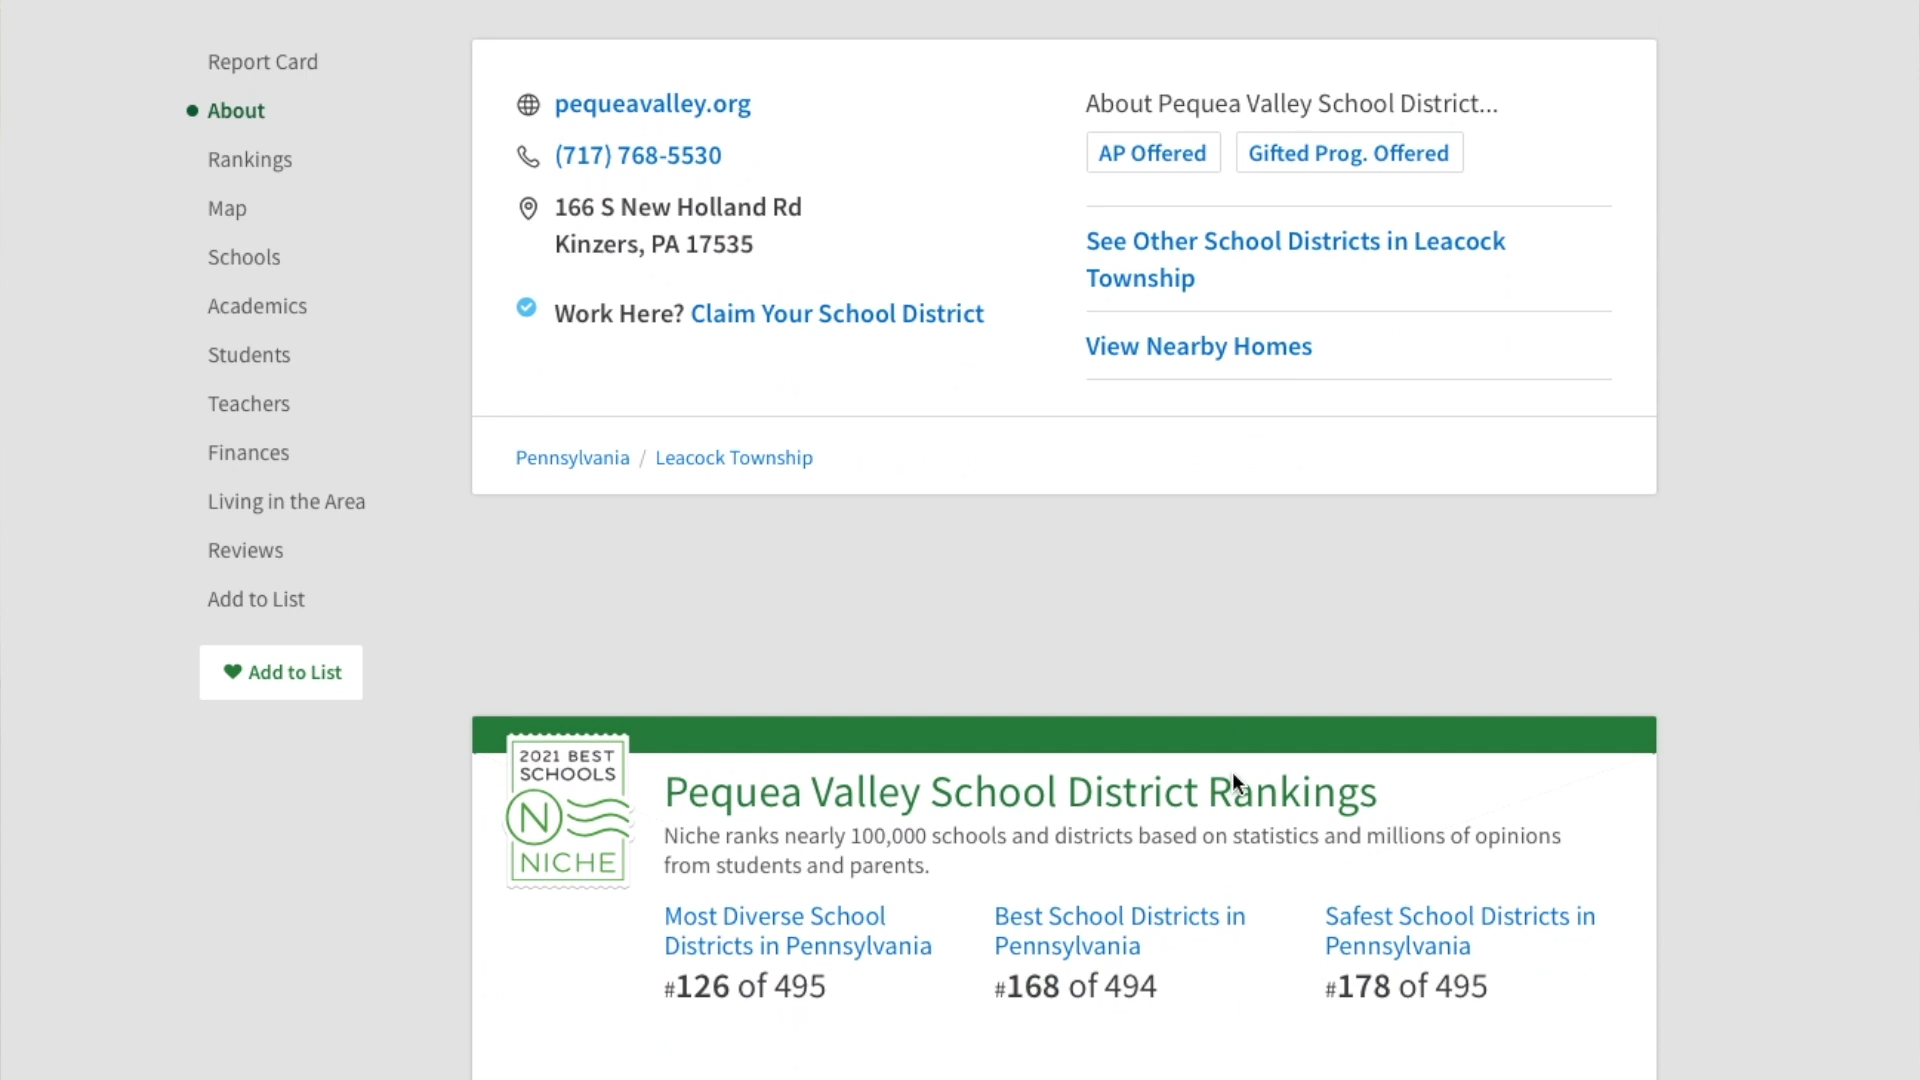 Report Card
About
Rankings
Map
Schools
Academics
Students
Teachers
Finances
Living in the Area
Reviews
Add to List
Add to List
pequeavalley.org
(717) 768-5530
166 S New Holland Rd
Kinzers, PA 17535
Work Here? Claim Your School District
About Pequea Valley School District...
AP Offered
Gifted Prog. Offered
See Other School Districts in Leacock
Township
View Nearby Homes
Pennsylvania / Leacock Township
2021 BEST
SCHOOLS
N
NICHE
Pequea Valley School District Rankings
Niche ranks nearly 100,000 schools and districts based on statistics and millions of opinions
from students and parents.
Most Diverse School
Districts in Pennsylvania
#126 of 495
Best School Districts in
Pennsylvania
#168 of 494
Safest School Districts in
Pennsylvania
#178 of 495